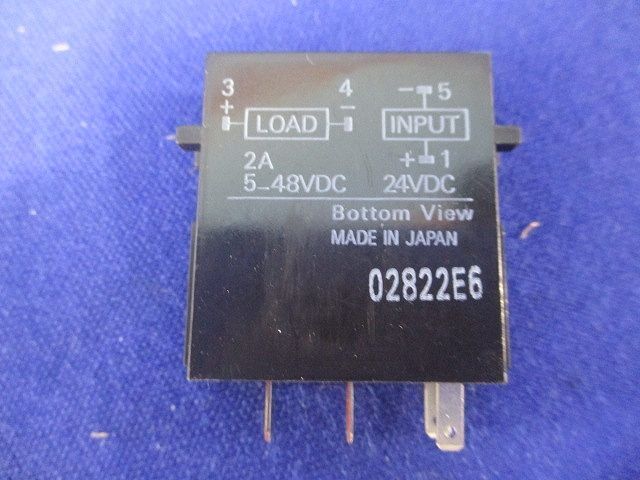 3 4 − 5
+ LOAD − INPUT
2A + 1
5-48VDC 24VDC
Bottom View
MADE IN JAPAN
02822E6